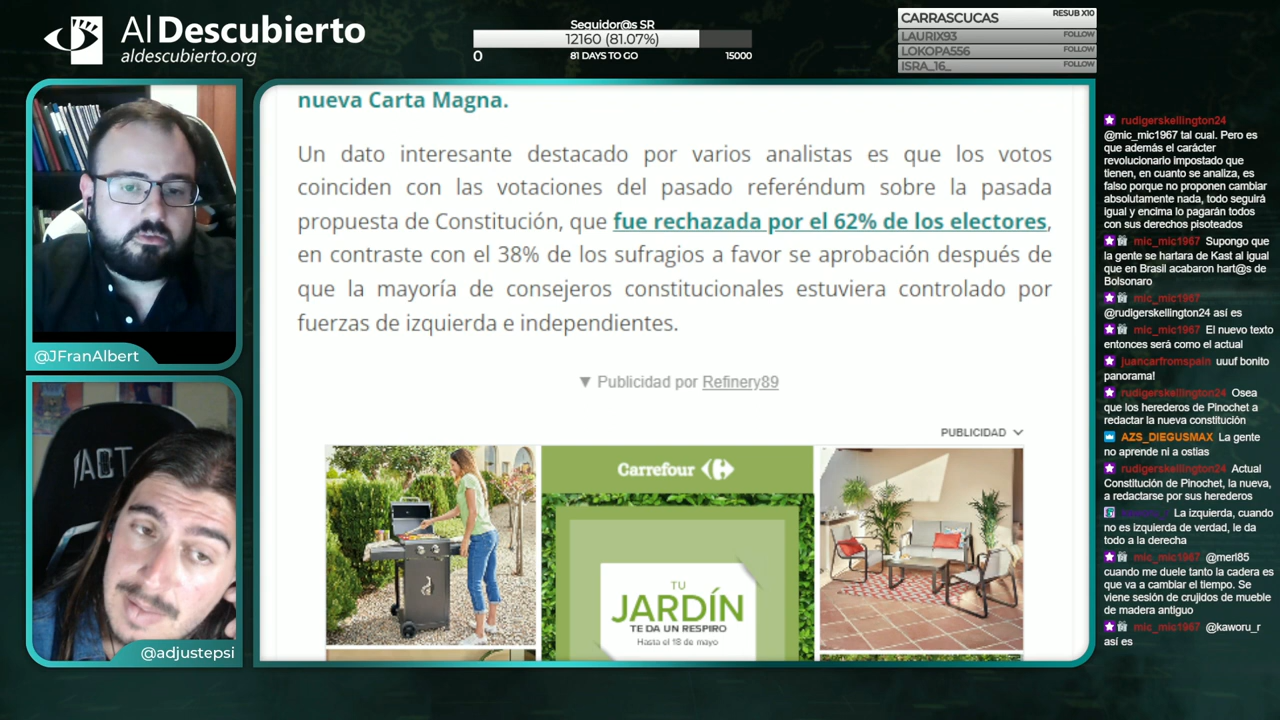 Al Descubierto
aldescubierto.org
Seguidor@s SR
12160 (81.07%)
0
81 DAYS TO GO
15000
CARRASCUCAS
RESUB X10
LAURIX93
FOLLOW
LOKOPA556
FOLLOW
ISRA_16_
FOLLOW
@JFranAlbert
@adjustepsi
nueva Carta Magna.
Un dato interesante destacado por varios analistas es que los votos
coinciden con las votaciones del pasado referéndum sobre la pasada
propuesta de Constitución, que fue rechazada por el 62% de los electores,
en contraste con el 38% de los sufragios a favor se aprobación después de
que la mayoría de consejeros constitucionales estuviera controlado por
fuerzas de izquierda e independientes.
▼ Publicidad por Refinery89
PUBLICIDAD
Carrefour
TU
JARDÍN
TE DA UN RESPIRO
Hasta el 18 de mayo
rudigerskellington24
@mic_mic1967 tal cual. Pero es
que además el carácter
revolucionario impostado que
tienen, en cuanto se analiza, es
falso porque no proponen cambiar
absolutamente nada, todo seguirá
igual y encima lo pagarán todos
con sus derechos pisoteados
mic_mic1967 Supongo que
la gente se hartara de Kast al igual
que en Brasil acabaron hart@s de
Bolsonaro
mic_mic1967
@rudigerskellington24 así es
mic_mic1967 El nuevo texto
entonces será como el actual
juancarfromspain uuuf bonito
panorama!
rudigerskellington24 Osea
que los herederos de Pinochet a
redactar la nueva constitución
AZS_DIEGUSMAX La gente
no aprende ni a ostias
rudigerskellington24 Actual
Constitución de Pinochet, la nueva,
a redactarse por sus herederos
La izquierda, cuando
no es izquierda de verdad, le da
todo a la derecha
mic_mic1967 @merl85
cuando me duele tanto la cadera es
que va a cambiar el tiempo. Se
viene sesión de crujidos de mueble
de madera antiguo
mic_mic1967 @kaworu_r
así es